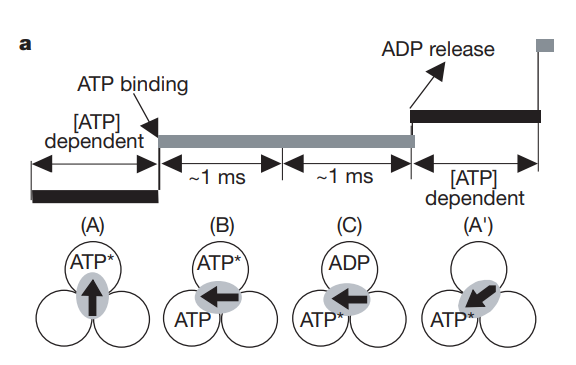 a
ADP release
ATP binding
[ATP]
dependent
~1 ms
~1 ms
[ATP]
dependent
(A)
(B)
(C)
(A')
ATP*
ATP*
ATP
ADP
ATP*
ATP*